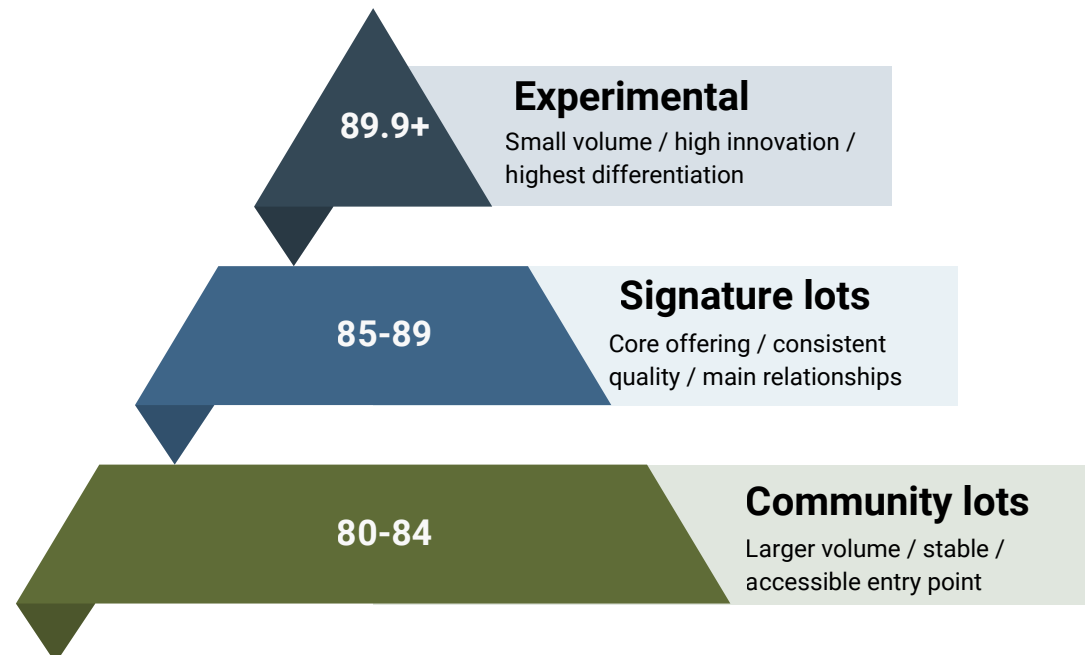 89.9+
Experimental
Small volume / high innovation /
highest differentiation
85-89
Signature lots
Core offering / consistent
quality / main relationships
80-84
Community lots
Larger volume / stable /
accessible entry point